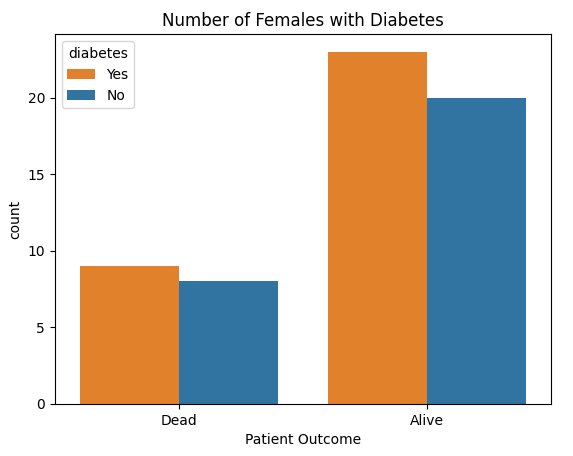 Number of Females with Diabetes
diabetes
Yes
No
20
15
10
5
0
count
Dead
Alive
Patient Outcome